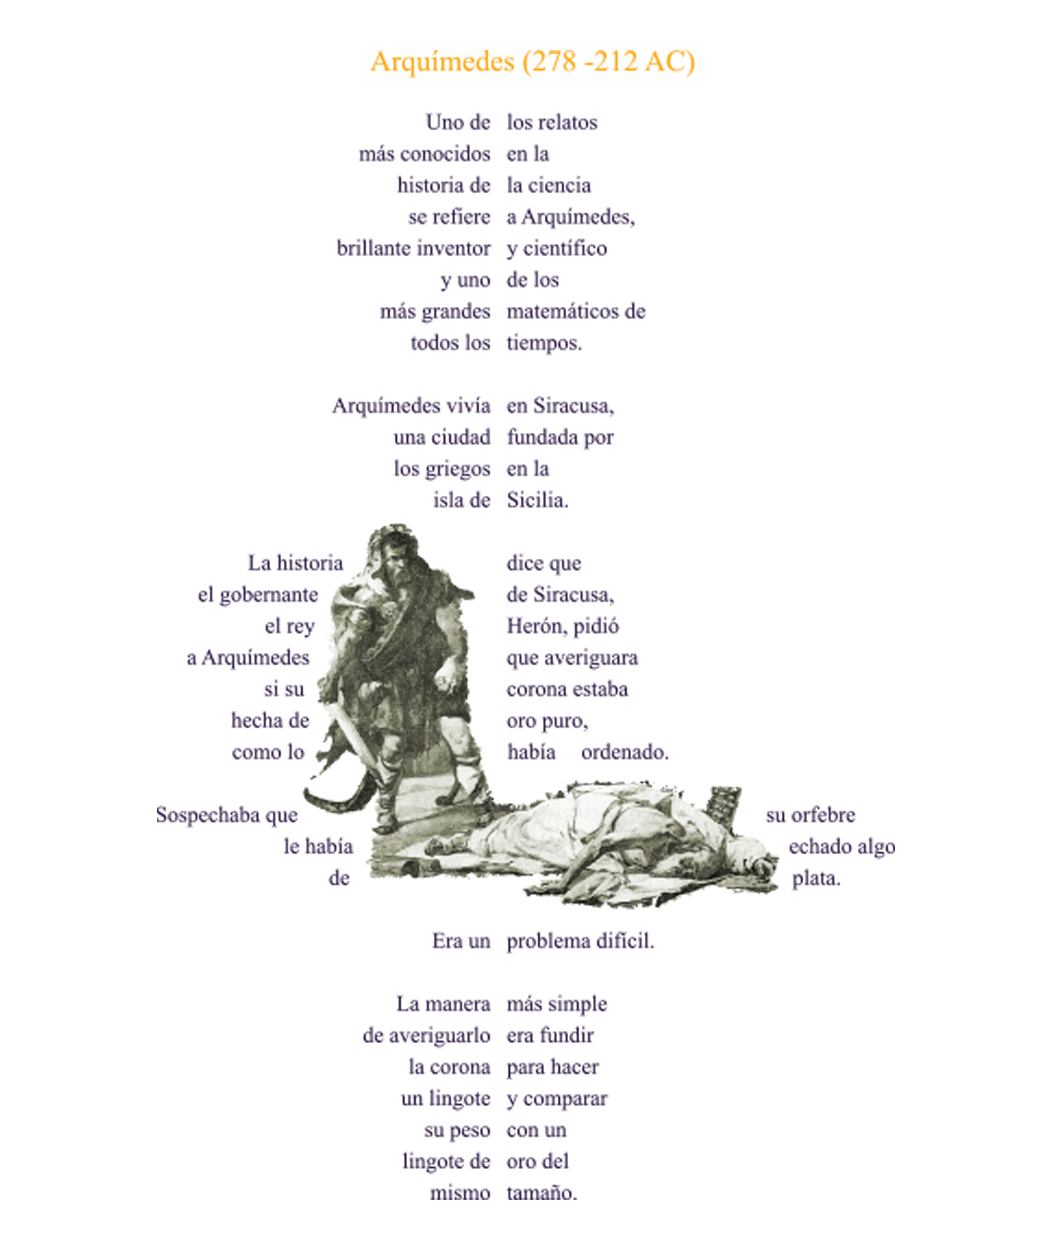 Arquímedes (278 -212 AC)
Uno de los relatos
más conocidos en la
historia de la ciencia
se refiere a Arquímedes,
brillante inventor y científico
y uno de los
más grandes matemáticos de
todos los tiempos.
Arquímedes vivía en Siracusa,
una ciudad fundada por
los griegos en la
isla de Sicilia.
La historia dice que
el gobernante de Siracusa,
el rey Herón, pidió
a Arquímedes que averiguara
si su corona estaba
hecha de oro puro,
como lo había ordenado.
Sospechaba que su orfebre
le había echado algo
de plata.
Era un problema difícil.
La manera más simple
de averiguarlo era fundir
la corona para hacer
un lingote y comparar
su peso con un
lingote de oro del
mismo tamaño.